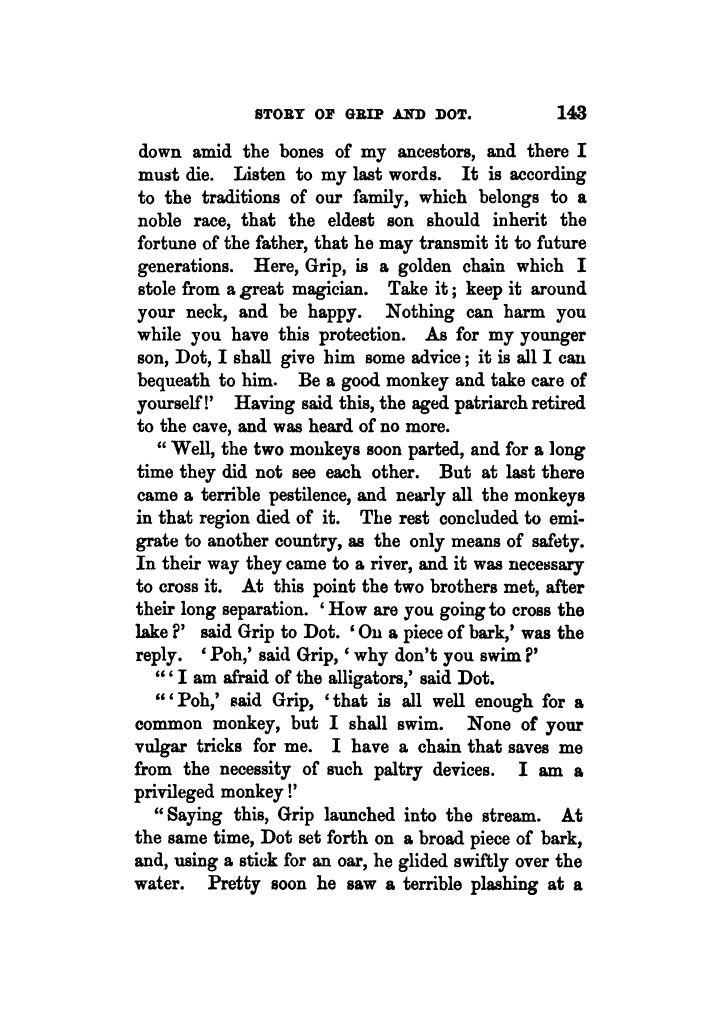 STORY OF GRIP AND DOT. 143
down amid the bones of my ancestors, and there I
must die. Listen to my last words. It is according
to the traditions of our family, which belongs to a
noble race, that the eldest son should inherit the
fortune of the father, that he may transmit it to future
generations. Here, Grip, is a golden chain which I
stole from a great magician. Take it; keep it around
your neck, and be happy. Nothing can harm you
while you have this protection. As for my younger
son, Dot, I shall give him some advice; it is all I can
bequeath to him. Be a good monkey and take care of
yourself!' Having said this, the aged patriarch retired
to the cave, and was heard of no more.
"Well, the two monkeys soon parted, and for a long
time they did not see each other. But at last there
came a terrible pestilence, and nearly all the monkeys
in that region died of it. The rest concluded to emi-
grate to another country, as the only means of safety.
In their way they came to a river, and it was necessary
to cross it. At this point the two brothers met, after
their long separation. 'How are you going to cross the
lake?' said Grip to Dot. 'On a piece of bark,' was the
reply. 'Poh,' said Grip, 'why don't you swim?'
"'I am afraid of the alligators,' said Dot.
"'Poh,' said Grip, 'that is all well enough for a
common monkey, but I shall swim. None of your
vulgar tricks for me. I have a chain that saves me
from the necessity of such paltry devices. I am a
privileged monkey!'
"Saying this, Grip launched into the stream. At
the same time, Dot set forth on a broad piece of bark,
and, using a stick for an oar, he glided swiftly over the
water. Pretty soon he saw a terrible plashing at a